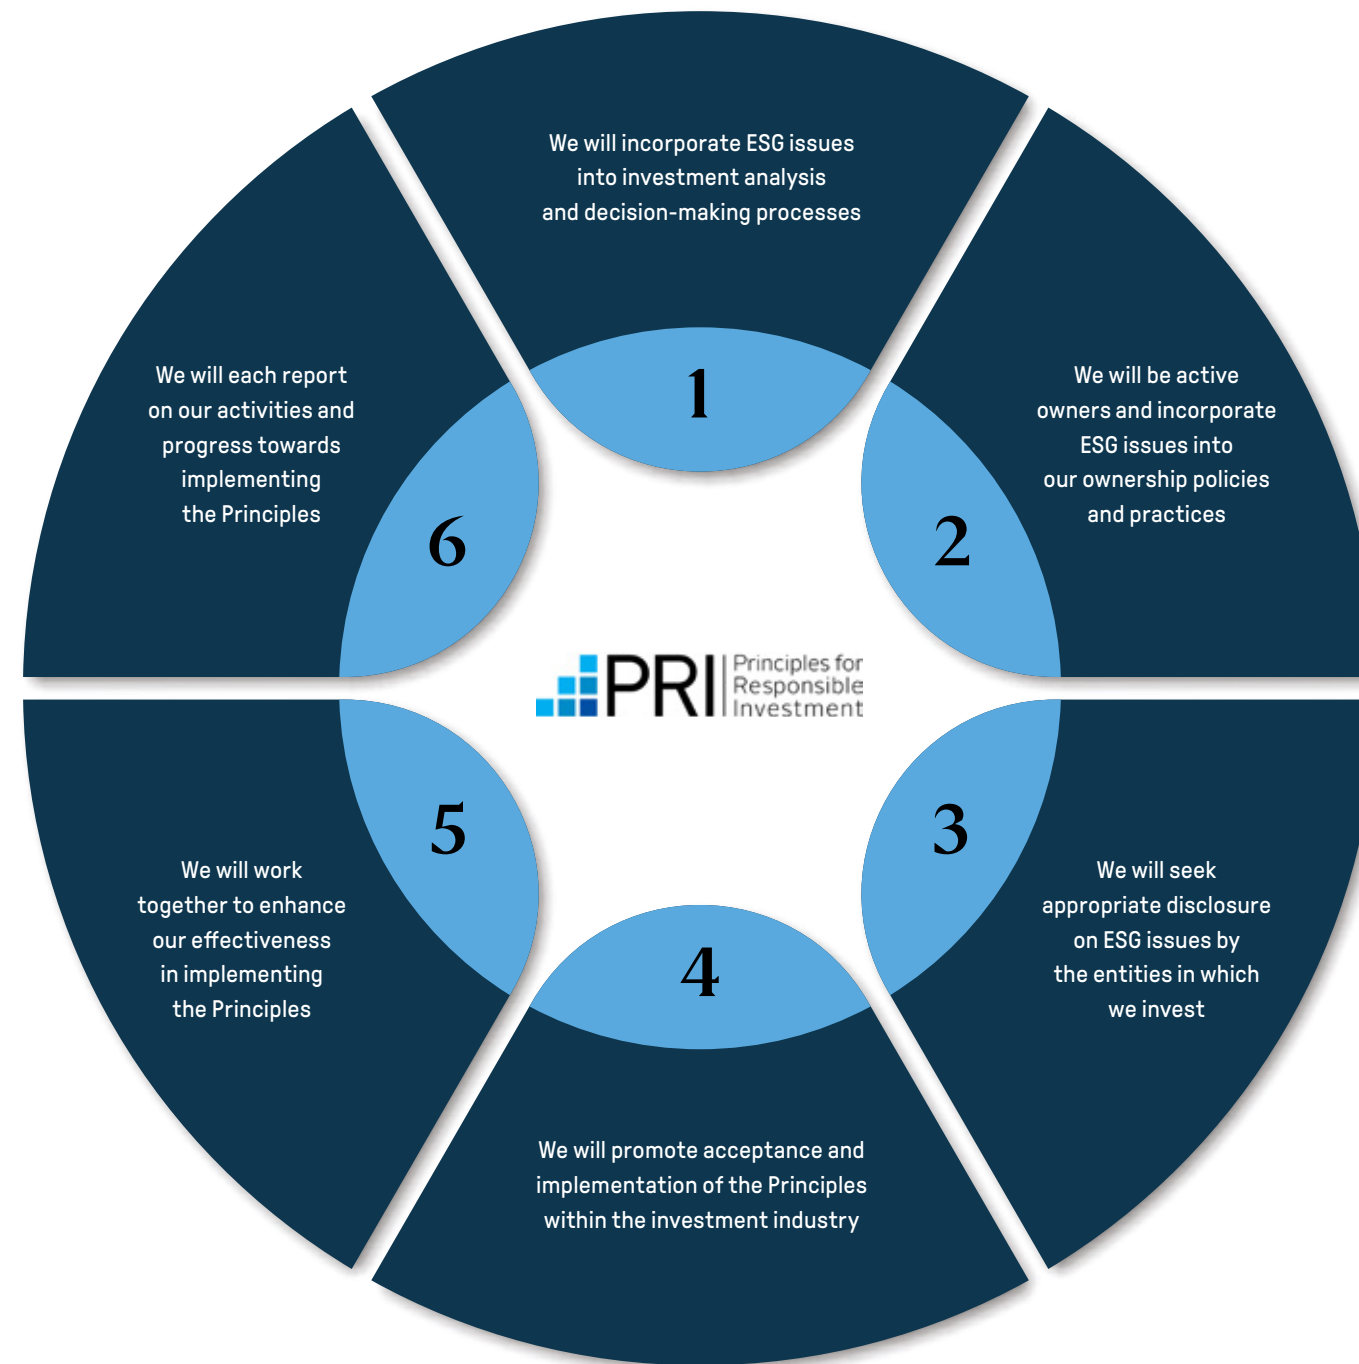 We will incorporate ESG issues
into investment analysis
and decision-making processes
1
We will be active
owners and incorporate
ESG issues into
our ownership policies
and practices
2
We will seek
appropriate disclosure
on ESG issues by
the entities in which
we invest
3
We will promote acceptance and
implementation of the Principles
within the investment industry
4
We will work
together to enhance
our effectiveness
in implementing
the Principles
5
We will each report
on our activities and
progress towards
implementing
the Principles
6
PRI
Principles for
Responsible
Investment